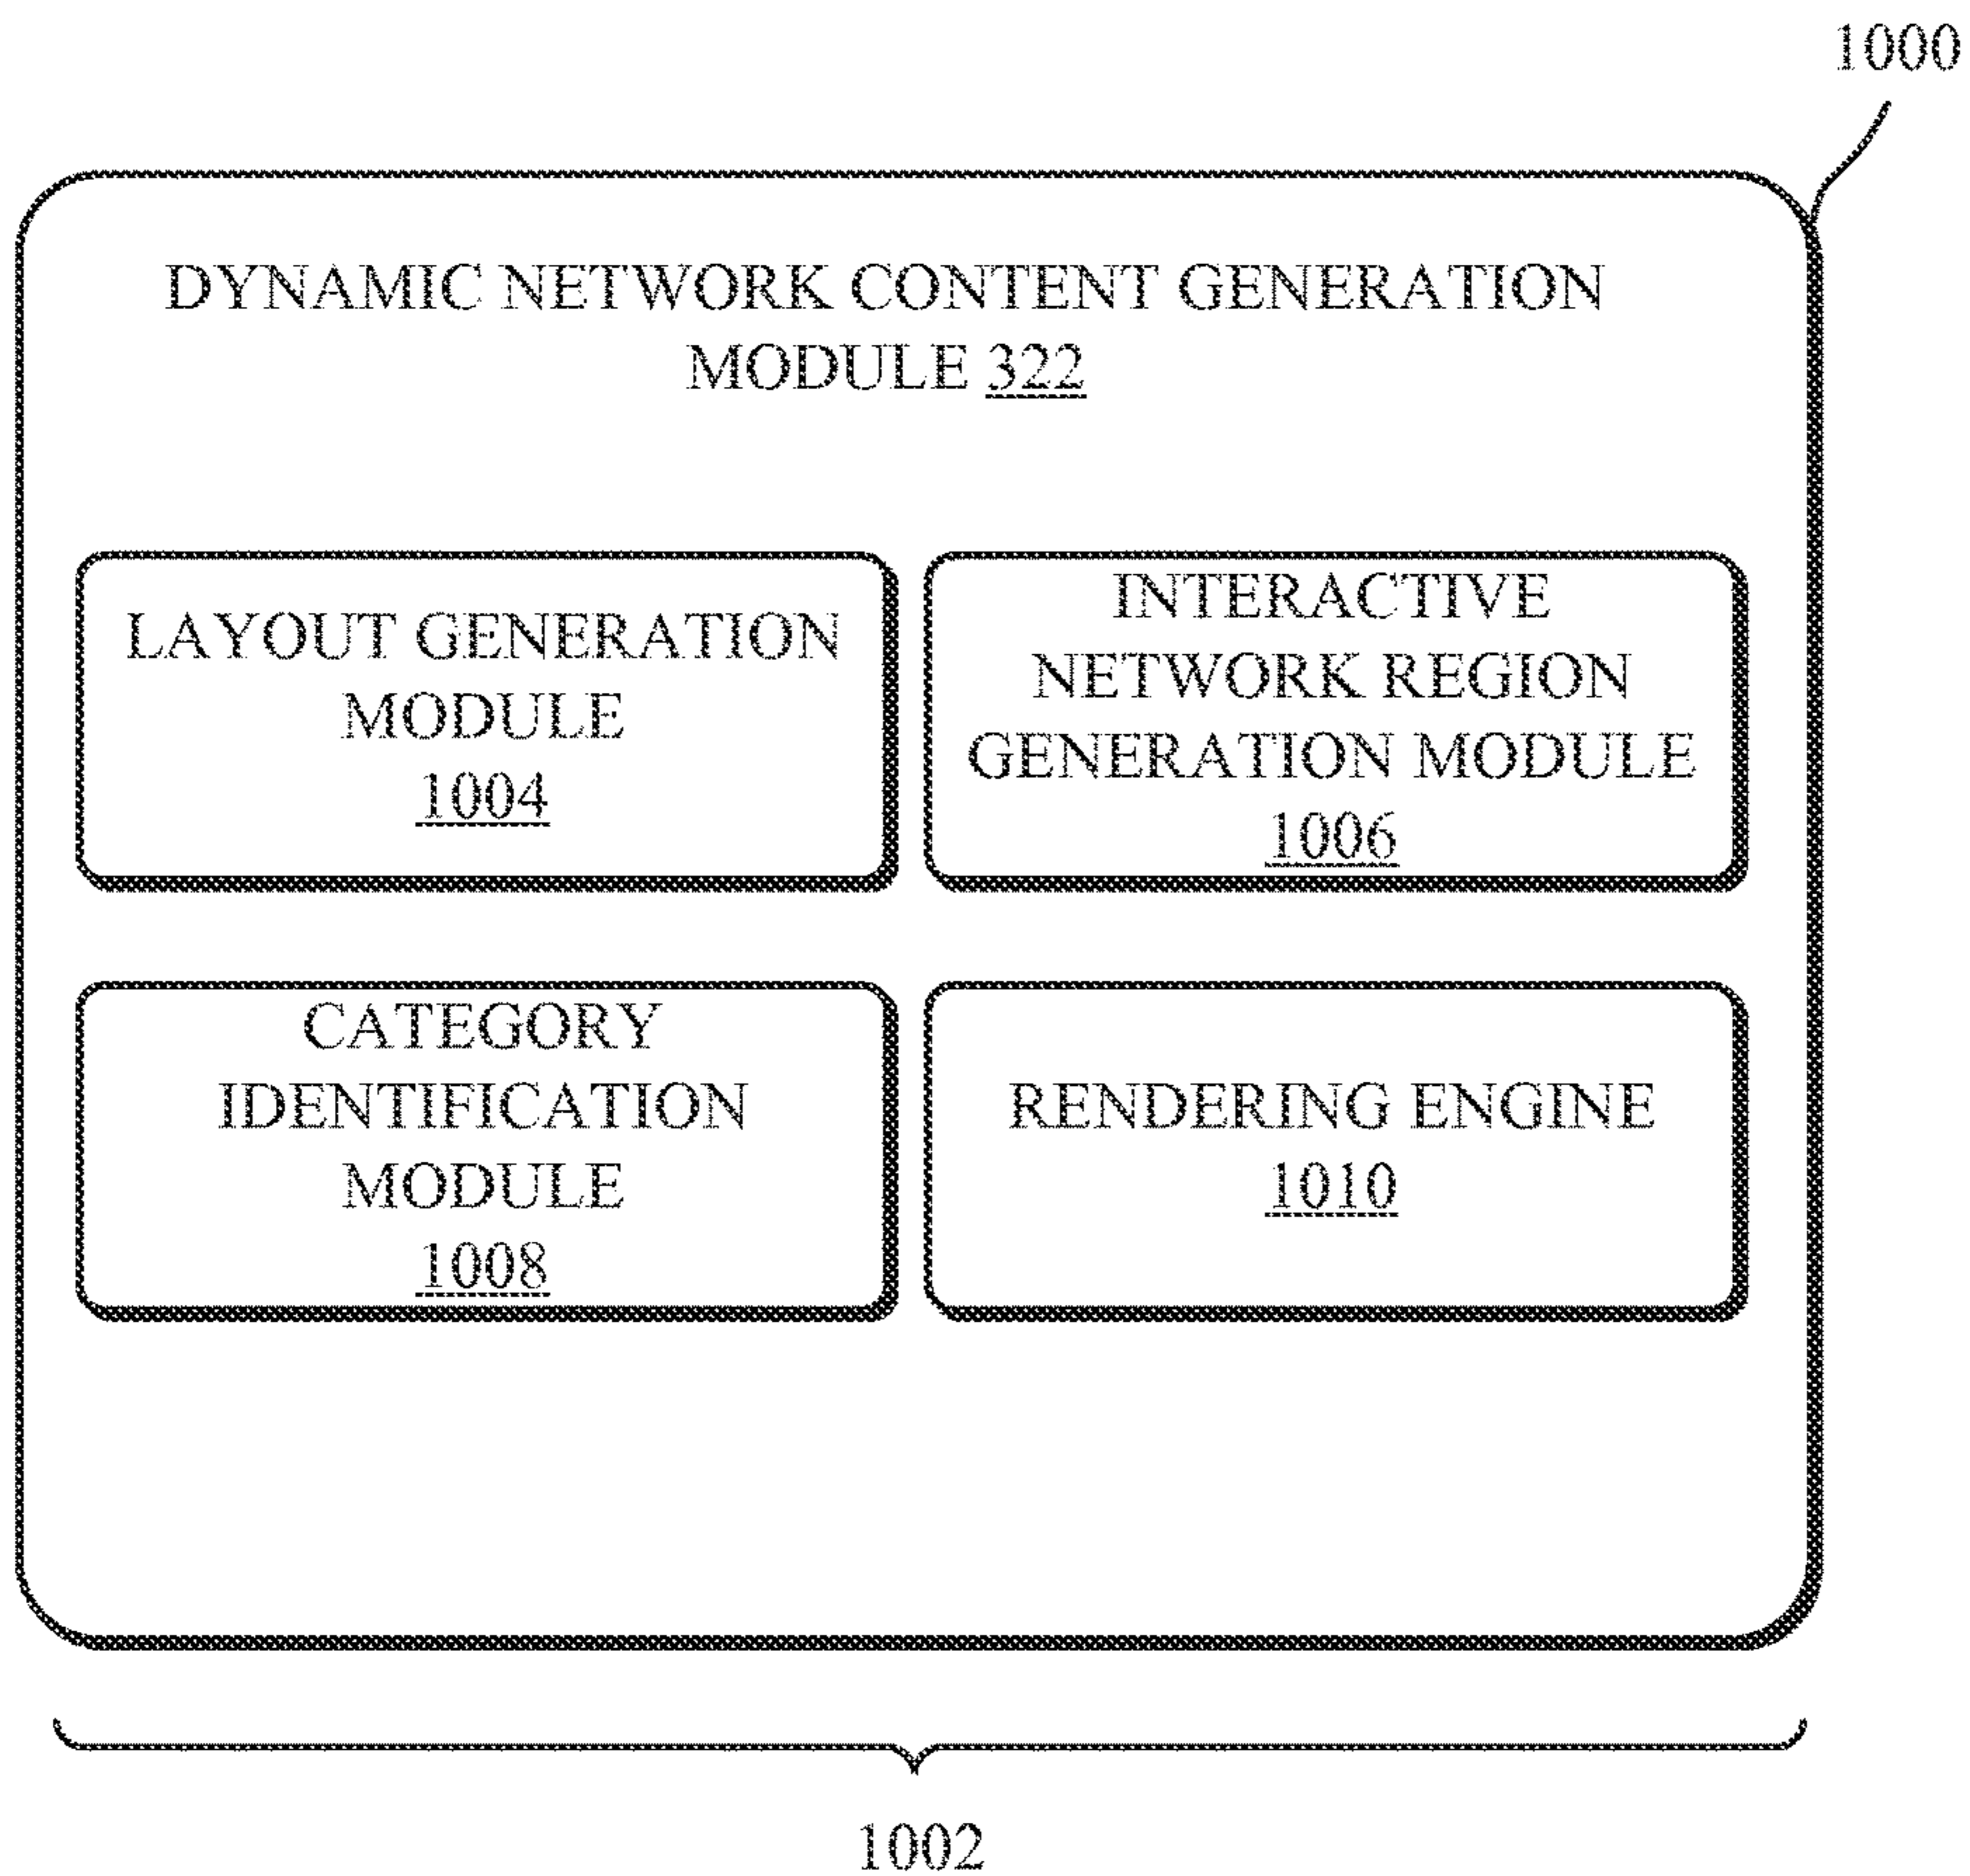 1000
DYNAMIC NETWORK CONTENT GENERATION
MODULE 322
LAYOUT GENERATION
MODULE
1004
INTERACTIVE
NETWORK REGION
GENERATION MODULE
1006
CATEGORY
IDENTIFICATION
MODULE
1008
RENDERING ENGINE
1010
1002